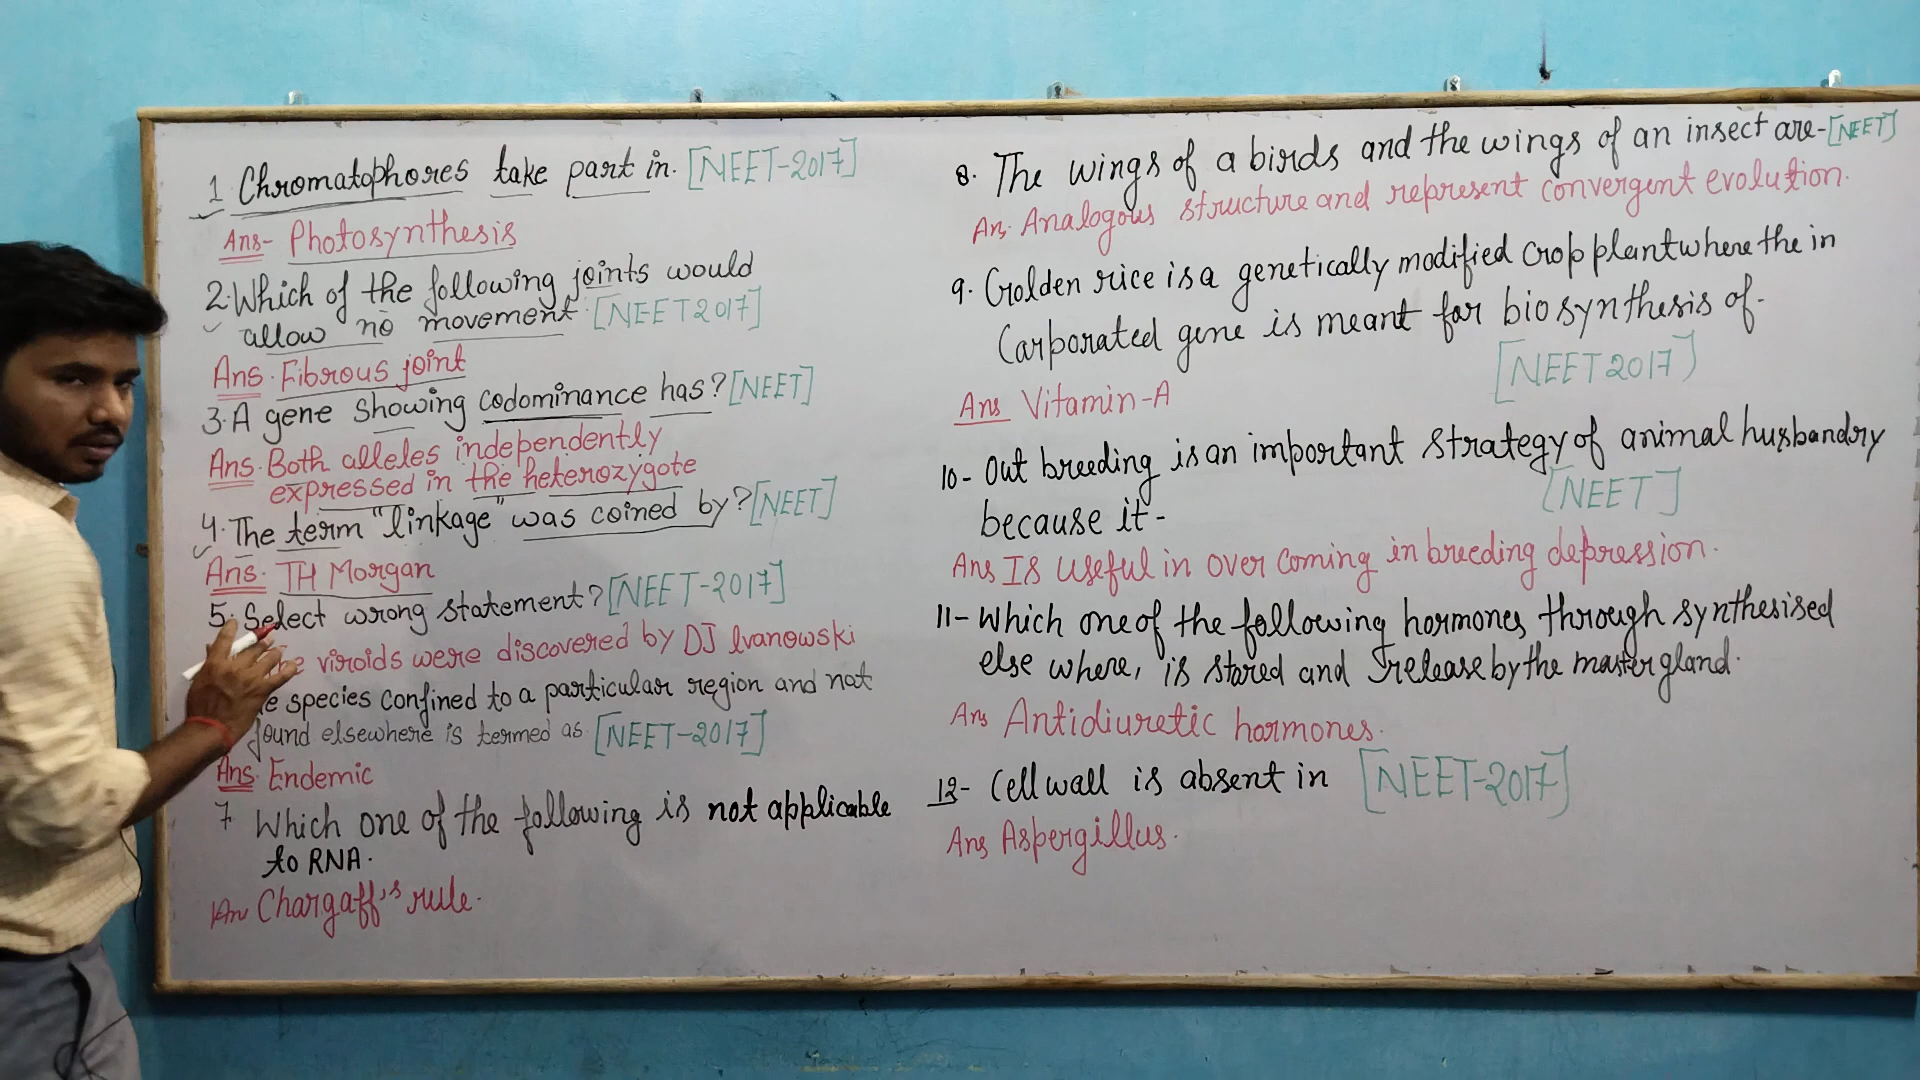 1. Chromatophores take part in. [NEET-2017]
Ans- Photosynthesis
2. Which of the following joints would
allow no movement. [NEET 2017]
Ans. Fibrous joint
3. A gene showing codominance has? [NEET]
Ans. Both alleles independently
expressed in the heterozygote
4. The term "linkage" was coined by? [NEET]
Ans. TH Morgan
5. Select wrong statement? [NEET-2017]
viroids were discovered by DJ Ivanowski
species confined to a particular region and not
found elsewhere is termed as. [NEET-2017]
Ans. Endemic
7 Which one of the following is not applicable
to RNA.
An Chargaff's rule.
8. The wings of a birds and the wings of an insect are- [NEET]
An. Analogous structure and represent convergent evolution.
9. Golden rice is a genetically modified crop plant where the in
Carporated gene is meant for biosynthesis of.
[NEET 2017]
Ans Vitamin-A
10- Out breeding is an important strategy of animal husbandry
[NEET]
because it-
Ans Is useful in over coming in breeding depression.
11- Which one of the following hormones through synthesised
else where, is stored and release by the master gland.
Ans Antidiuretic hormones.
12- Cell wall is absent in [NEET-2017]
Ans Aspergillus.